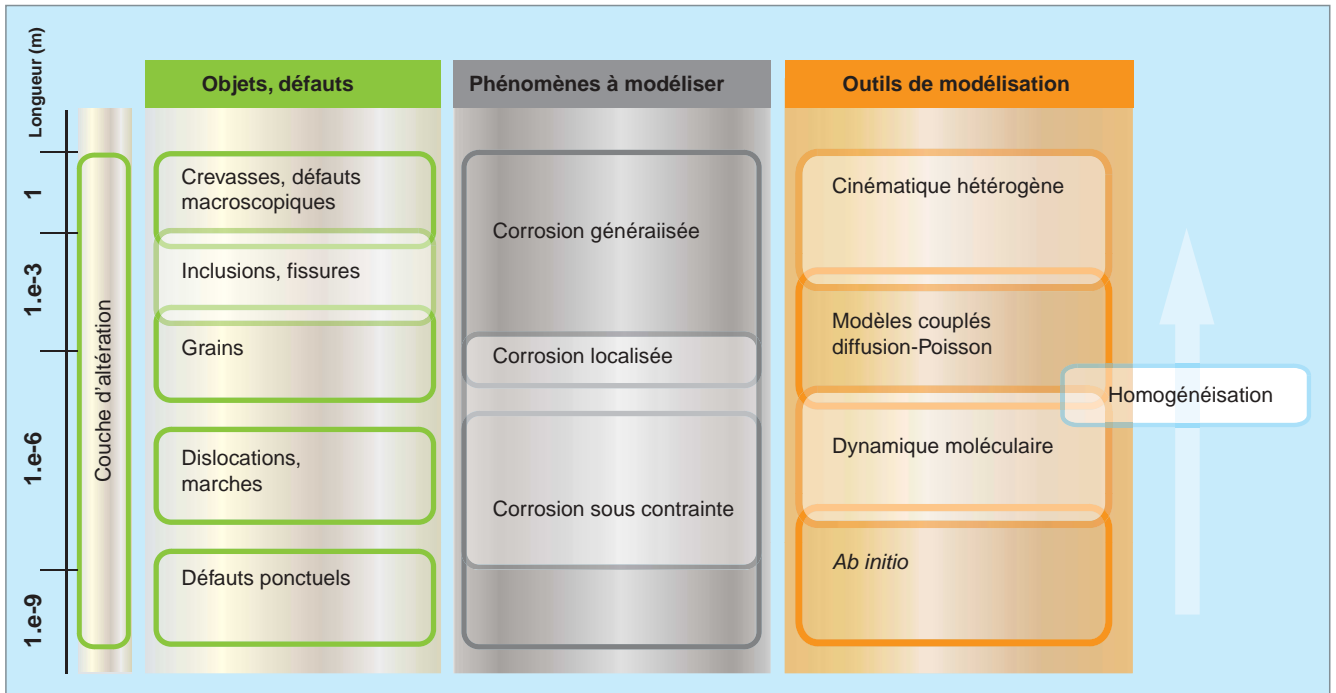 Longueur (m)
1
1.e-3
1.e-6
1.e-9
Couche d'altération
Objets, défauts
Crevasses, défauts
macroscopiques
Inclusions, fissures
Grains
Dislocations,
marches
Défauts ponctuels
Phénomènes à modéliser
Corrosion généraiisée
Corrosion localisée
Corrosion sous contrainte
Outils de modélisation
Cinématique hétérogène
Modèles couplés
diffusion-Poisson
Dynamique moléculaire
Ab initio
Homogénéisation